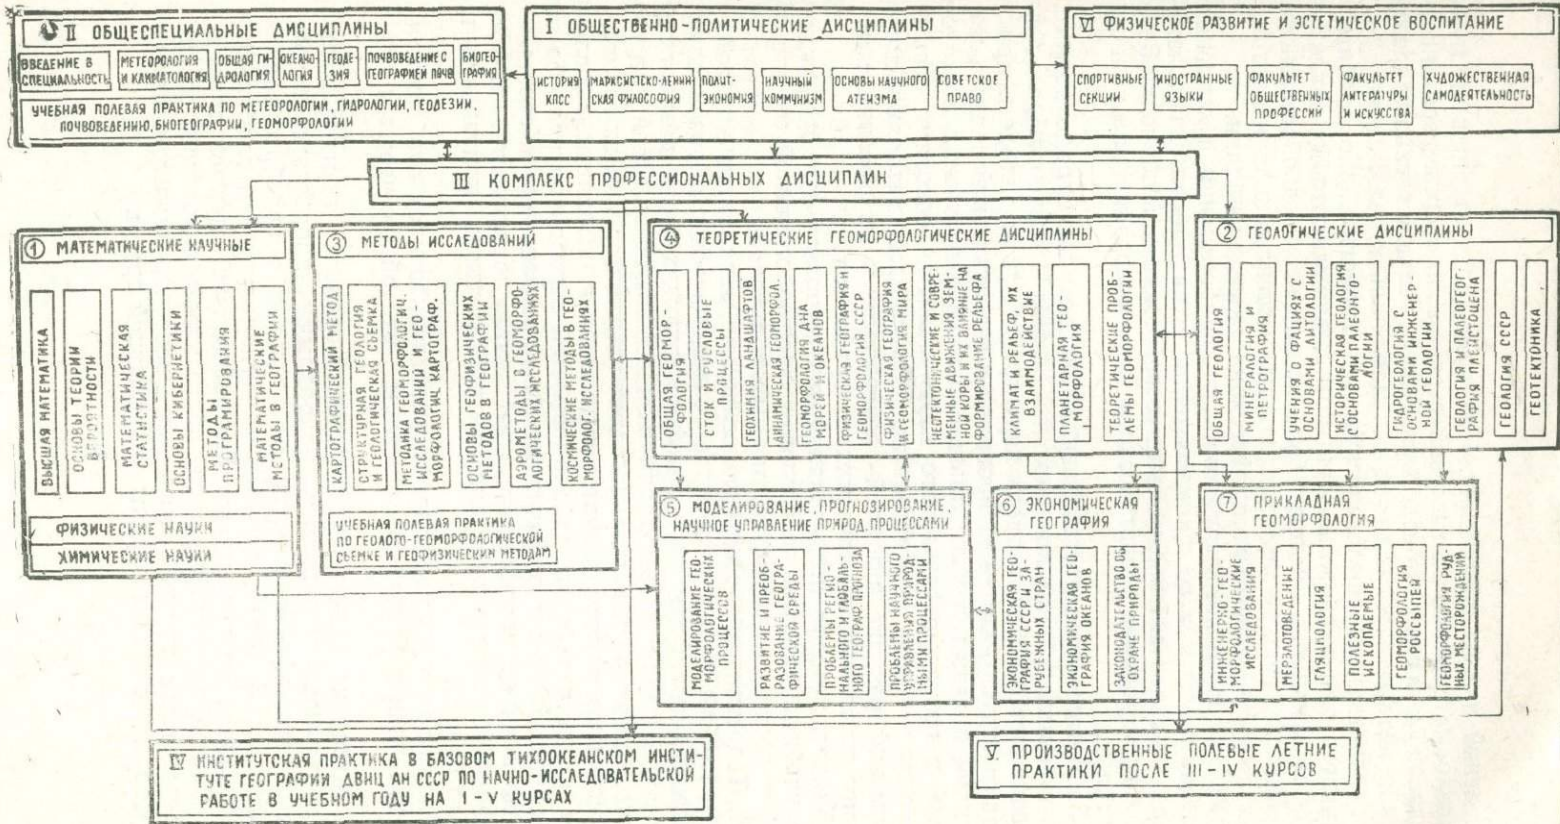 II ОБЩЕСПЕЦИАЛЬНЫЕ ДИСЦИПЛИНЫ
ВВЕДЕНИЕ В
СПЕЦИАЛЬНОСТЬ
МЕТЕОРОЛОГИЯ
И КЛИМАТОЛОГИЯ
ОБЩАЯ ГИ-
ДРОЛОГИЯ
ОКЕАНО-
ЛОГИЯ
ГЕОДЕ-
ЗИЯ
ПОЧВОВЕДЕНИЕ С
ГЕОГРАФИЕЙ ПОЧВ
БИОГЕО-
ГРАФИЯ
УЧЕБНАЯ ПОЛЕВАЯ ПРАКТИКА ПО МЕТЕОРОЛОГИИ, ГИДРОЛОГИИ, ГЕОДЕЗИИ,
ПОЧВОВЕДЕНИЮ, БИОГЕОГРАФИИ, ГЕОМОРФОЛОГИИ
I ОБЩЕСТВЕННО-ПОЛИТИЧЕСКИЕ ДИСЦИПЛИНЫ
ИСТОРИЯ
КПСС
МАРКСИСТСКО-ЛЕНИН-
СКАЯ ФИЛОСОФИЯ
ПОЛИТ-
ЭКОНОМИЯ
НАУЧНЫЙ
КОММУНИЗМ
ОСНОВЫ НАУЧНОГО
АТЕИЗМА
СОВЕТСКОЕ
ПРАВО
VI ФИЗИЧЕСКОЕ РАЗВИТИЕ И ЭСТЕТИЧЕСКОЕ ВОСПИТАНИЕ
СПОРТИВНЫЕ
СЕКЦИИ
ИНОСТРАННЫЕ
ЯЗЫКИ
ФАКУЛЬТЕТ
ОБЩЕСТВЕННЫХ
ПРОФЕССИЙ
ФАКУЛЬТЕТ
ЛИТЕРАТУРЫ
И ИСКУССТВА
ХУДОЖЕСТВЕННАЯ
САМОДЕЯТЕЛЬНОСТЬ
III КОМПЛЕКС ПРОФЕССИОНАЛЬНЫХ ДИСЦИПЛИН
1 МАТЕМАТИЧЕСКИЕ НАУЧНЫЕ
ВЫСШАЯ МАТЕМАТИКА
ОСНОВЫ ТЕОРИИ
ВЕРОЯТНОСТИ
МАТЕМАТИЧЕСКАЯ
СТАТИСТИКА
ОСНОВЫ КИБЕРНЕТИКИ
МЕТОДЫ
ПРОГРАМИРОВАНИЯ
МАТЕМАТИЧЕСКИЕ
МЕТОДЫ В ГЕОГРАФИИ
ФИЗИЧЕСКИЕ НАУКИ
ХИМИЧЕСКИЕ НАУКИ
3 МЕТОДЫ ИССЛЕДОВАНИЙ
КАРТОГРАФИЧЕСКИЙ МЕТОД
СТРУКТУРНАЯ ГЕОЛОГИЯ
И ГЕОЛОГИЧЕСКАЯ СЪЕМКА
МЕТОДИКА ГЕОМОРФОЛОГИЧ.
ИССЛЕДОВАНИЙ И ГЕО-
МОРФОЛОГИЧ. КАРТОГРАФ.
ОСНОВЫ ГЕОФИЗИЧЕСКИХ
МЕТОДОВ В ГЕОГРАФИИ
АЭРОМЕТОДЫ В ГЕОМОРФО-
ЛОГИЧЕСКИХ ИССЛЕДОВАНИЯХ
КОСМИЧЕСКИЕ МЕТОДЫ В ГЕО-
МОРФОЛОГ. ИССЛЕДОВАНИЯХ
УЧЕБНАЯ ПОЛЕВАЯ ПРАКТИКА
ПО ГЕОЛОГО-ГЕОМОРФОЛОГИЧЕСКОЙ
СЪЕМКЕ И ГЕОФИЗИЧЕСКИМ МЕТОДАМ
4 ТЕОРЕТИЧЕСКИЕ ГЕОМОРФОЛОГИЧЕСКИЕ ДИСЦИПЛИНЫ
ОБЩАЯ ГЕОМОР-
ФОЛОГИЯ
СТОК И РУСЛОВЫЕ
ПРОЦЕССЫ
ГЕОХИМИЯ ЛАНДШАФТОВ
ДИНАМИЧЕСКАЯ ГЕОМОРФОЛ.
ГЕОМОРФОЛОГИЯ ДНА
МОРЕЙ И ОКЕАНОВ
ФИЗИЧЕСКАЯ ГЕОГРАФИЯ И
ГЕОМОРФОЛОГИЯ СССР
ФИЗИЧЕСКАЯ ГЕОГРАФИЯ
И ГЕОМОРФОЛОГИЯ МИРА
НЕОТЕКТОНИЧЕСКИЕ И СОВРЕ-
МЕННЫЕ ДВИЖЕНИЯ ЗЕМ-
НОЙ КОРЫ И ИХ ВЛИЯНИЕ НА
ФОРМИРОВАНИЕ РЕЛЬЕФА
КЛИМАТ И РЕЛЬЕФ, ИХ
ВЗАИМОДЕЙСТВИЕ
ПЛАНЕТАРНАЯ ГЕО-
МОРФОЛОГИЯ
ТЕОРЕТИЧЕСКИЕ ПРОБ-
ЛЕМЫ ГЕОМОРФОЛОГИИ
2 ГЕОЛОГИЧЕСКИЕ ДИСЦИПЛИНЫ
ОБЩАЯ ГЕОЛОГИЯ
МИНЕРАЛОГИЯ И
ПЕТРОГРАФИЯ
УЧЕНИЯ О ФАЦИЯХ С
ОСНОВАМИ ЛИТОЛОГИИ
ИСТОРИЧЕСКАЯ ГЕОЛОГИЯ
С ОСНОВАМИ ПАЛЕОНТО-
ЛОГИИ
ГИДРОГЕОЛОГИЯ С
ОСНОВАМИ ИНЖЕНЕР-
НОЙ ГЕОЛОГИИ
ГЕОЛОГИЯ И ПАЛЕОГЕОГ-
РАФИЯ ПЛЕЙСТОЦЕНА
ГЕОЛОГИЯ СССР
ГЕОТЕКТОНИКА
5 МОДЕЛИРОВАНИЕ, ПРОГНОЗИРОВАНИЕ,
НАУЧНОЕ УПРАВЛЕНИЕ ПРИРОД. ПРОЦЕССАМИ
МОДЕЛИРОВАНИЕ ГЕО-
МОРФОЛОГИЧЕСКИХ
ПРОЦЕССОВ
РАЗВИТИЕ И ПРЕОБ-
РАЗОВАНИЕ ГЕОГРА-
ФИЧЕСКОЙ СРЕДЫ
ПРОБЛЕМЫ РЕГИО-
НАЛЬНОГО И ГЛОБАЛЬ-
НОГО ГЕОГРАФ. ПРОГНОЗА
ПРОБЛЕМЫ НАУЧНОГО
УПРАВЛЕНИЯ ПРИРОД-
НЫМИ ПРОЦЕССАМИ
6 ЭКОНОМИЧЕСКАЯ
ГЕОГРАФИЯ
ЭКОНОМИЧЕСКАЯ ГЕО-
ГРАФИЯ СССР И ЗА-
РУБЕЖНЫХ СТРАН
ЭКОНОМИЧЕСКАЯ ГЕО-
ГРАФИЯ ОКЕАНОВ
ЗАКОНОДАТЕЛЬСТВО ОБ
ОХРАНЕ ПРИРОДЫ
7 ПРИКЛАДНАЯ
ГЕОМОРФОЛОГИЯ
ИНЖЕНЕРНО-ГЕО-
МОРФОЛОГИЧЕСКИЕ
ИССЛЕДОВАНИЯ
МЕРЗЛОТОВЕДЕНИЕ
ГЛЯЦИОЛОГИЯ
ПОЛЕЗНЫЕ
ИСКОПАЕМЫЕ
ГЕОМОРФОЛОГИЯ
РОССЫПЕЙ
ГЕОМОРФОЛОГИЯ РУД-
НЫХ МЕСТОРОЖДЕНИЙ
IV ИНСТИТУТСКАЯ ПРАКТИКА В БАЗОВОМ ТИХООКЕАНСКОМ ИНСТИ-
ТУТЕ ГЕОГРАФИИ ДВНЦ АН СССР ПО НАЧНО-ИССЛЕДОВАТЕЛЬСКОЙ
РАБОТЕ В УЧЕБНОМ ГОДУ НА I-V КУРСАХ
V. ПРОИЗВОДСТВЕННЫЕ ПОЛЕВЫЕ ЛЕТНИЕ
ПРАКТИКИ ПОСЛЕ III-IV КУРСОВ